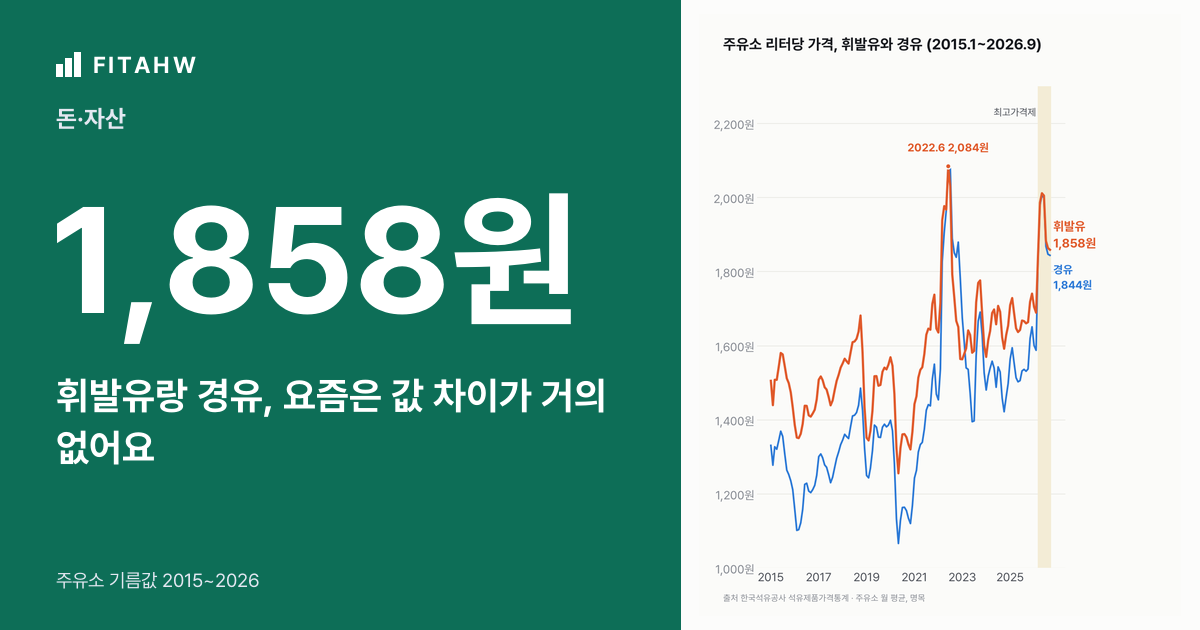 FITAHW
돈·자산
1,858원
휘발유랑 경유, 요즘은 값 차이가 거의
없어요
주유소 기름값 2015~2026
주유소 리터당 가격, 휘발유와 경유 (2015.1~2026.9)
최고가격제
2,200원
2022.6 2,084원
2,000원
휘발유
1,858원
경유
1,844원
1,800원
1,600원
1,400원
1,200원
1,000원
2015 2017 2019 2021 2023 2025
출처 한국석유공사 석유제품가격통계 · 주유소 월 평균, 명목